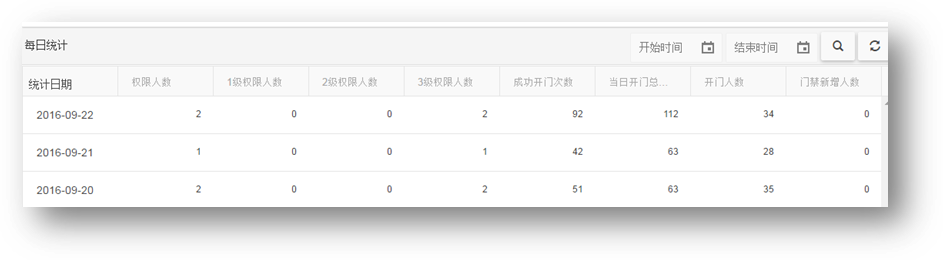 每日统计 开始时间 结束时间
统计日期 权限人数 1级权限人数 2级权限人数 3级权限人数 成功开门次数 当日开门总... 开门人数 门禁新增人数
2016-09-22 2 0 0 2 92 112 34 0
2016-09-21 1 0 0 1 42 63 28 0
2016-09-20 2 0 0 2 51 63 35 0